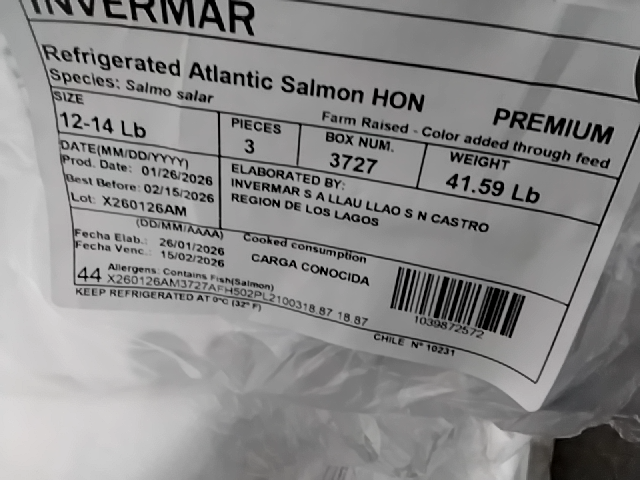 INVERMAR
Refrigerated Atlantic Salmon HON
PREMIUM
Species: Salmo salar
Farm Raised - Color added through feed
SIZE
12-14 Lb
PIECES
3
BOX NUM.
3727
WEIGHT
41.59 Lb
DATE(MM/DD/YYYY)
Prod. Date: 01/26/2026
Best Before: 02/15/2026
Lot: X260126AM
ELABORATED BY:
INVERMAR S A LLAU LLAO S N CASTRO
REGION DE LOS LAGOS
(DD/MM/AAAA)
Fecha Elab.: 26/01/2026
Fecha Venc.: 15/02/2026
Cooked consumption
CARGA CONOCIDA
44
Allergens: Contains Fish(Salmon)
X260126AM3727AFH502PL2100318.87 18.87
KEEP REFRIGERATED AT 0°C (32° F)
1039872572
CHILE N° 10231